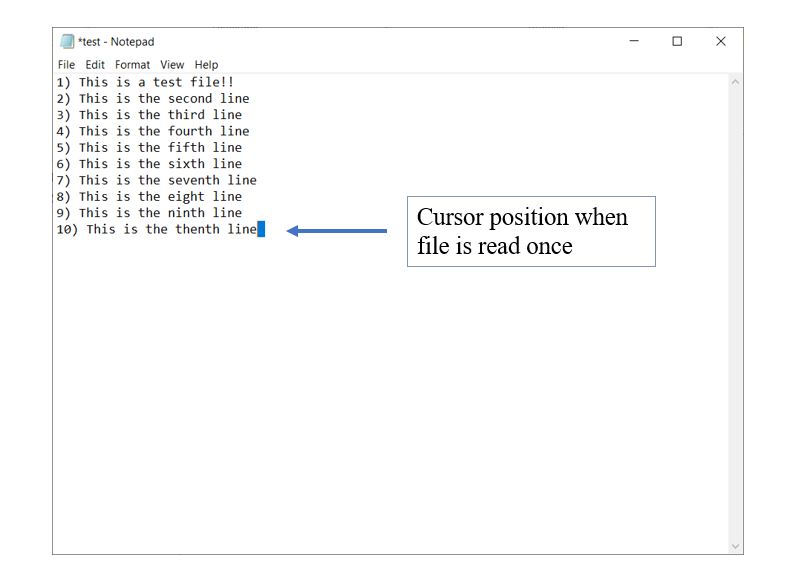 *test - Notepad
File Edit Format View Help
1) This is a test file!!
2) This is the second line
3) This is the third line
4) This is the fourth line
5) This is the fifth line
6) This is the sixth line
7) This is the seventh line
8) This is the eight line
9) This is the ninth line
10) This is the thenth line
Cursor position when
file is read once